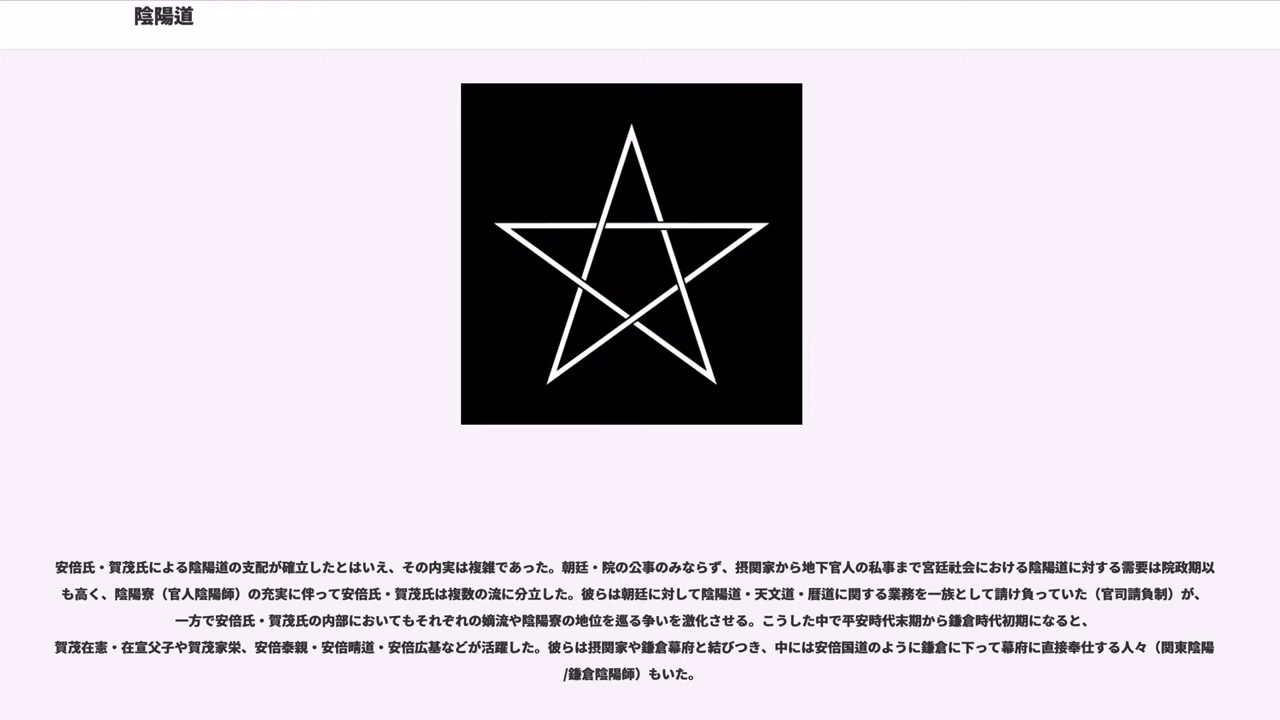 陰陽道
安倍氏・賀茂氏による陰陽道の支配が確立したとはいえ、その内実は複雑であった。朝廷・院の公事のみならず、摂関家から地下官人の私事まで宮廷社会における陰陽道に対する需要は院政期以
も高く、陰陽寮（官人陰陽師）の充実に伴って安倍氏・賀茂氏は複数の流に分立した。彼らは朝廷に対して陰陽道・天文道・暦道に関する業務を一族として請け負っていた（官司請負制）が、
一方で安倍氏・賀茂氏の内部においてもそれぞれの嫡流や陰陽寮の地位を巡る争いを激化させる。こうした中で平安時代末期から鎌倉時代初期になると、
賀茂在憲・在宣父子や賀茂家栄、安倍泰親・安倍晴道・安倍広基などが活躍した。彼らは摂関家や鎌倉幕府と結びつき、中には安倍国道のように鎌倉に下って幕府に直接奉仕する人々（関東陰陽
/鎌倉陰陽師）もいた。